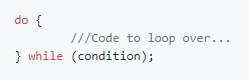 do {
        ///Code to loop over...
} while (condition);